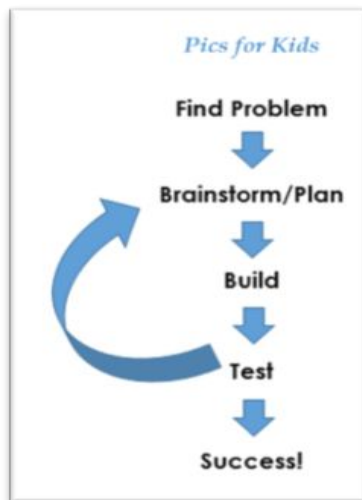 Pics for Kids
Find Problem
Brainstorm/Plan
Build
Test
Success!